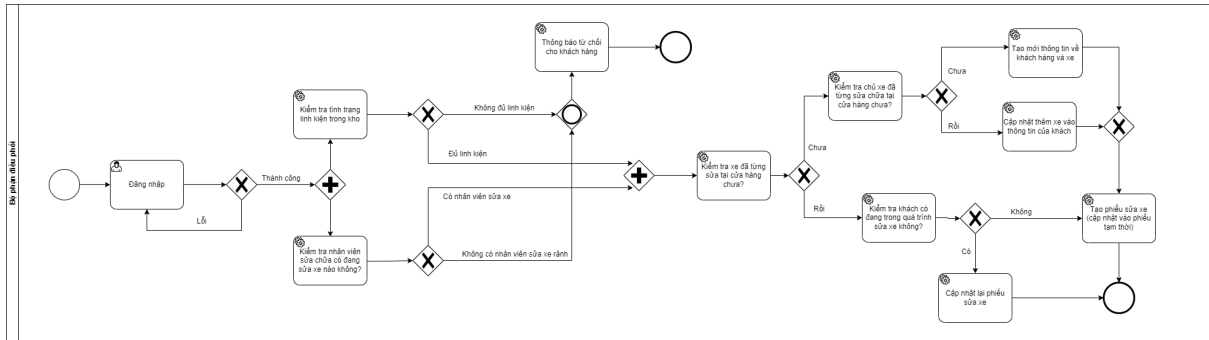 Bộ phận điều phối
Đăng nhập
Lỗi
Thành công
Kiểm tra tình trạng
linh kiện trong kho
Kiểm tra nhân viên
sửa chữa có đang
sửa xe nào không?
Không đủ linh kiện
Đủ linh kiện
Có nhân viên sửa xe
Không có nhân viên sửa xe rảnh
Thông báo từ chối
cho khách hàng
Kiểm tra xe đã từng
sửa tại cửa hàng
chưa?
Chưa
Rồi
Kiểm tra chủ xe đã
từng sửa chữa tại
cửa hàng chưa?
Chưa
Rồi
Tạo mới thông tin về
khách hàng và xe
Cập nhật thêm xe vào
thông tin của khách
Kiểm tra khách có
đang trong quá trình
sửa xe không?
Không
Có
Tạo phiếu sửa xe
(cập nhật vào phiếu
tạm thời)
Cập nhật lại phiếu
sửa xe